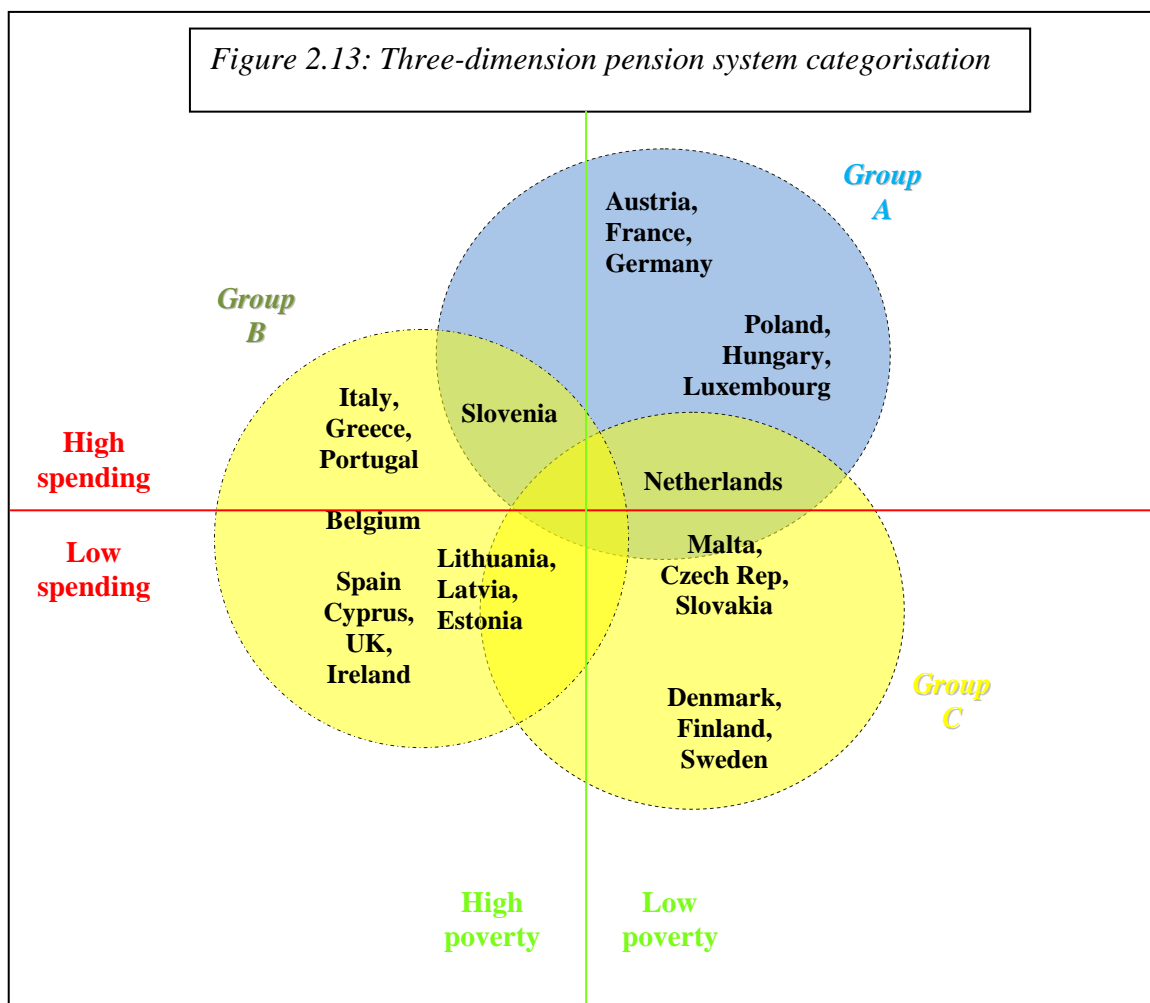 Figure 2.13: Three-dimension pension system categorisation
Group
A
Austria,
France,
Germany
Poland,
Hungary,
Luxembourg
Group
B
Italy,
Greece,
Portugal
Slovenia
High
spending
Netherlands
Belgium
Low
spending
Lithuania,
Latvia,
Estonia
Malta,
Czech Rep,
Slovakia
Spain
Cyprus,
UK,
Ireland
Group
C
Denmark,
Finland,
Sweden
High
poverty
Low
poverty